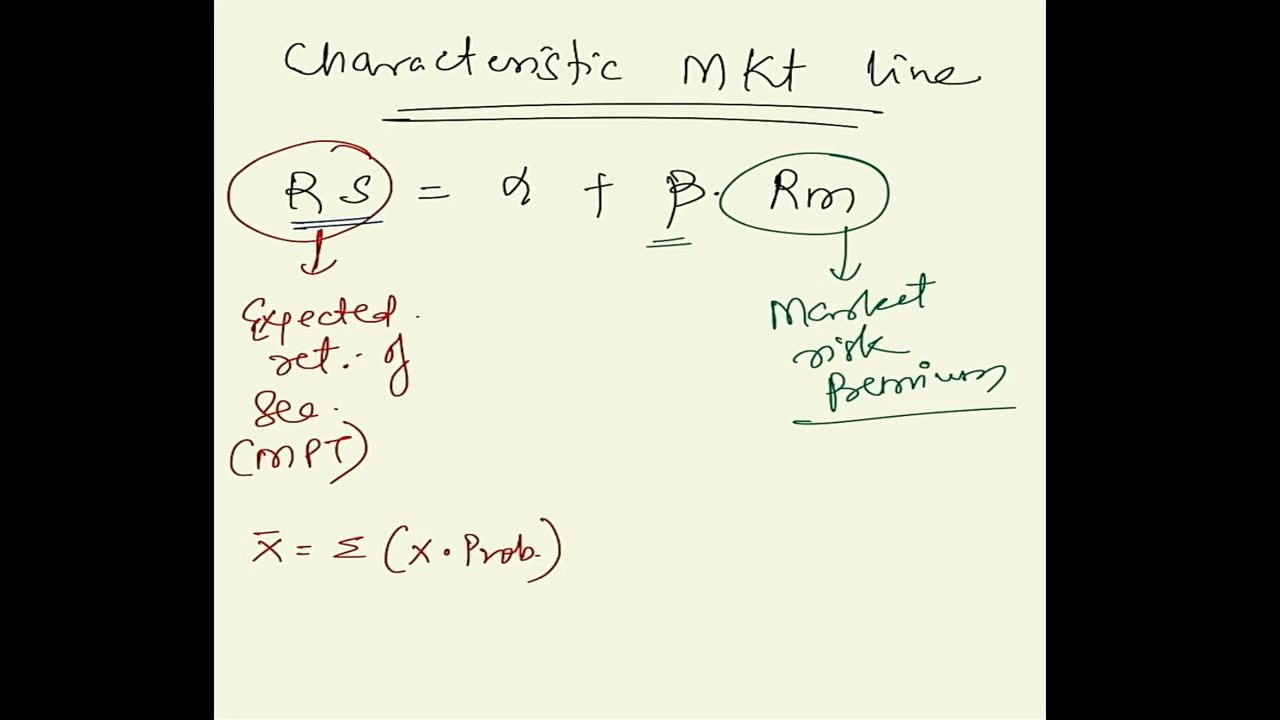 Characteristic MKt line
RS = α + β. Rm
Expected
ret. of
Sec.
(MPT)
Market
risk
Premium
x̄ = Σ (x • Prob.)